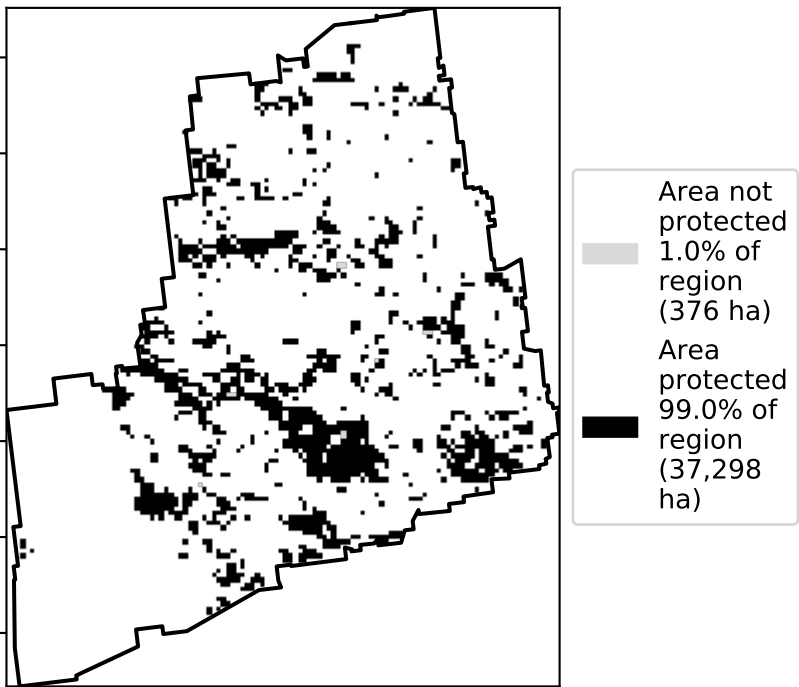 Area not
protected
1.0% of
region
(376 ha)
Area
protected
99.0% of
region
(37,298
ha)